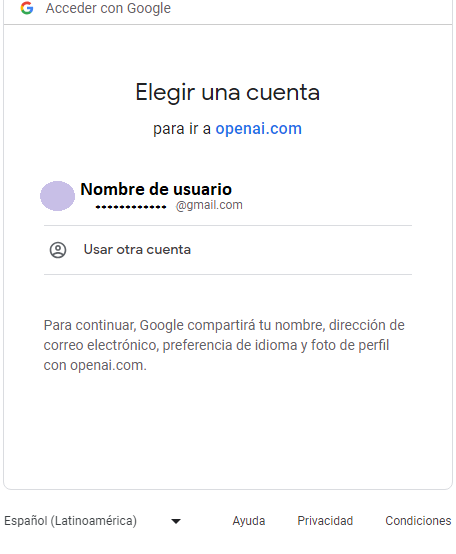 Acceder con Google
Elegir una cuenta
para ir a openai.com
Nombre de usuario
............ @gmail.com
Usar otra cuenta
Para continuar, Google compartirá tu nombre, dirección de
correo electrónico, preferencia de idioma y foto de perfil
con openai.com.
Español (Latinoamérica) Ayuda Privacidad Condiciones